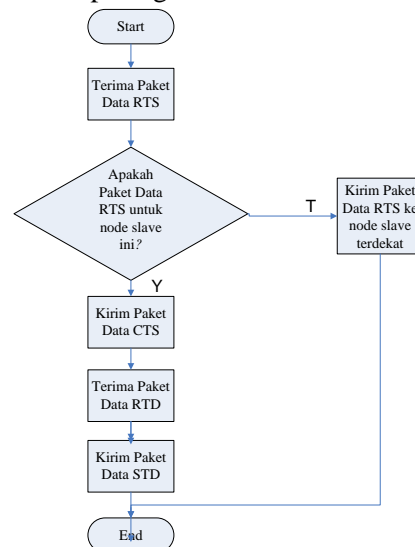 Start
Terima Paket
Data RTS
Apakah
Paket Data
RTS untuk
node slave
ini?
T
Kirim Paket
Data RTS ke
node slave
terdekat
Y
Kirim Paket
Data CTS
Terima Paket
Data RTD
Kirim Paket
Data STD
End